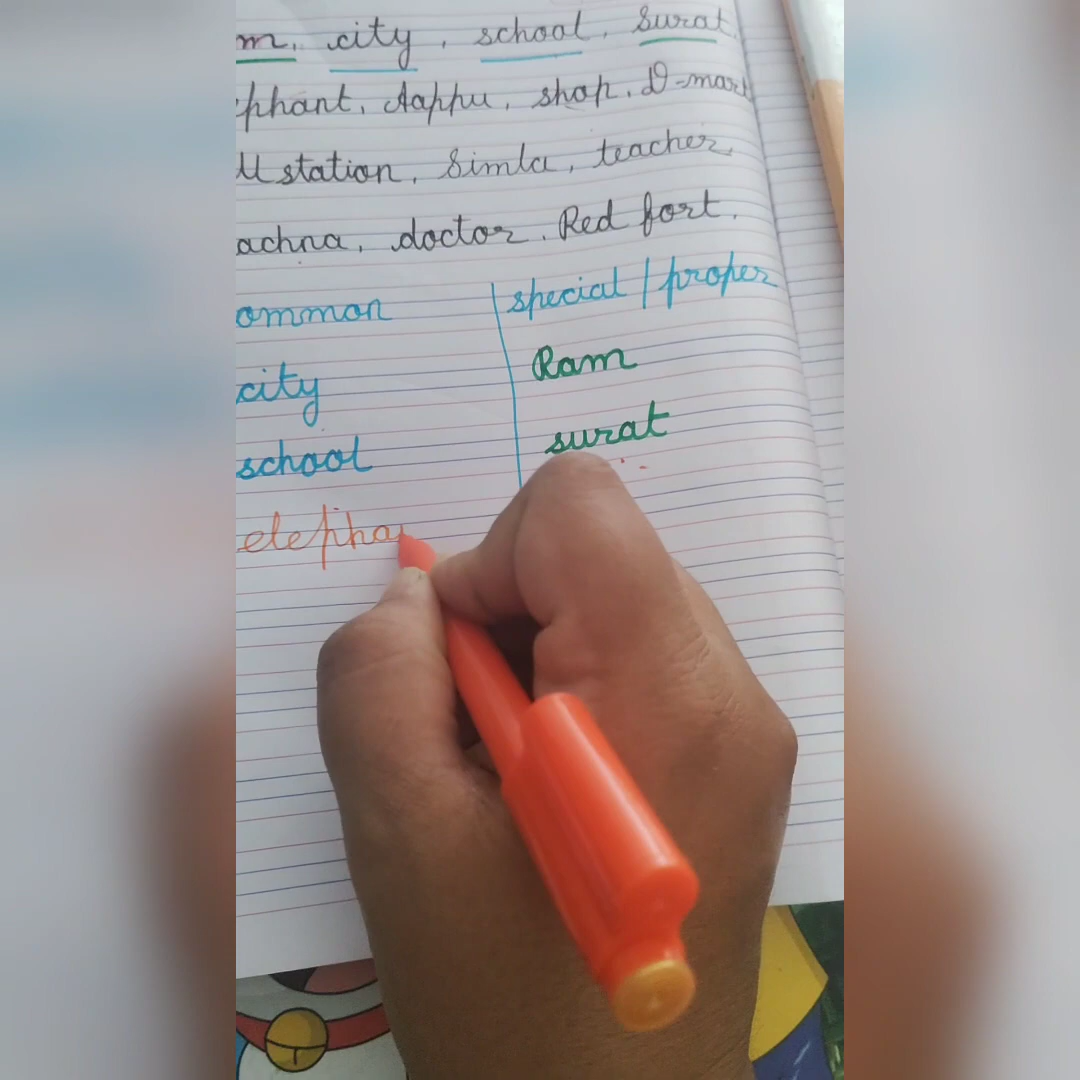 m, city, school, Surat,
phant, Aappu, shop, D-mart
ll station, Simla, teacher,
achna, doctor, Red fort.
ommon special / proper
city Ram
school surat
elepha